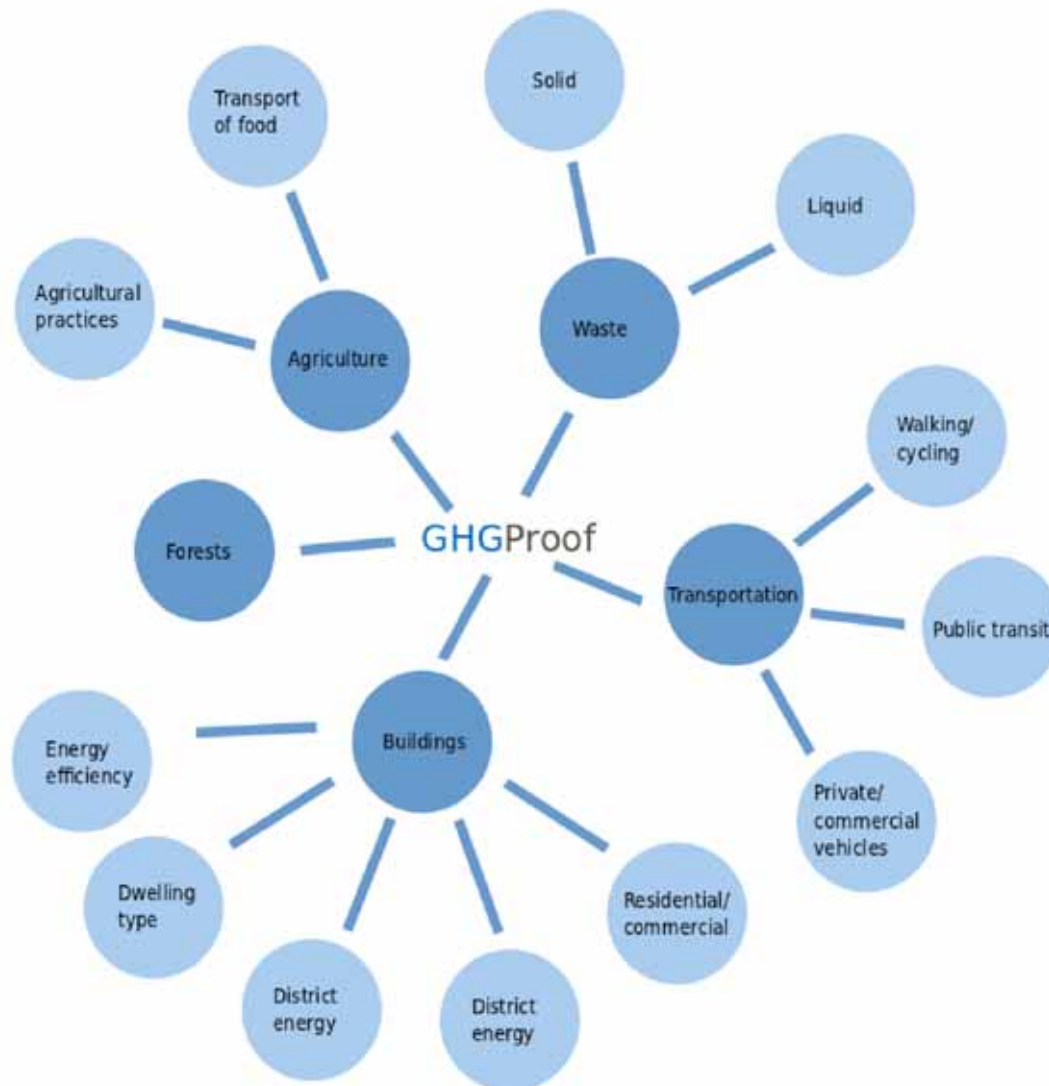 Solid
Transport
of food
Liquid
Agricultural
practices
Agriculture
Waste
Walking/
cycling
GHGProof
Forests
Transportation
Public transit
Buildings
Energy
efficiency
Private/
commercial
vehicles
Dwelling
type
Residential/
commercial
District
energy
District
energy